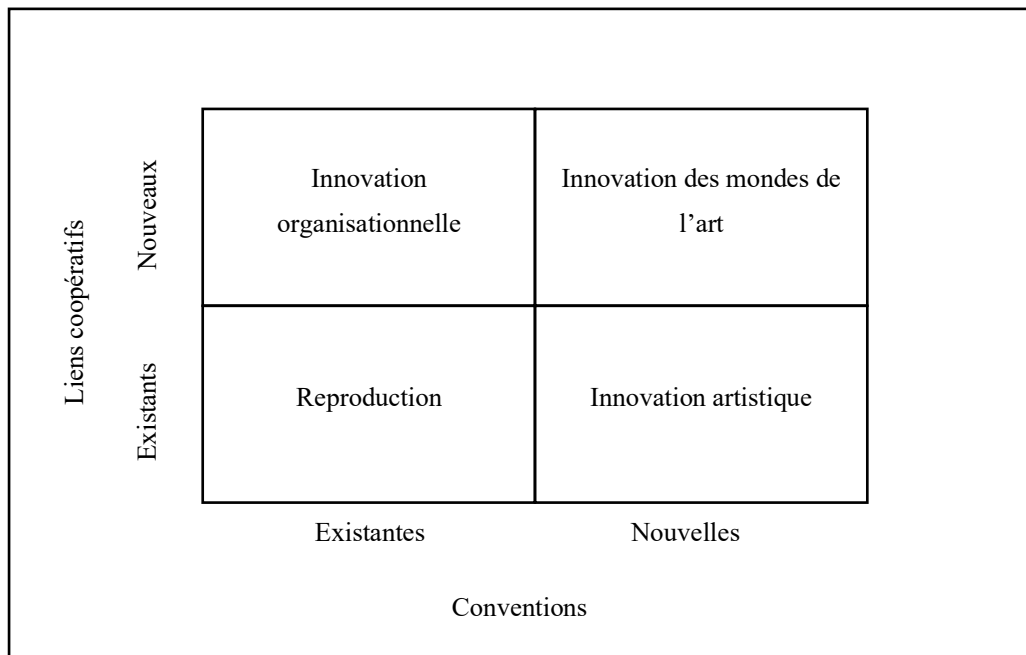 Liens coopératifs
Nouveaux
Innovation
organisationnelle
Innovation des mondes de
l’art
Existants
Reproduction
Innovation artistique
Existantes
Nouvelles
Conventions